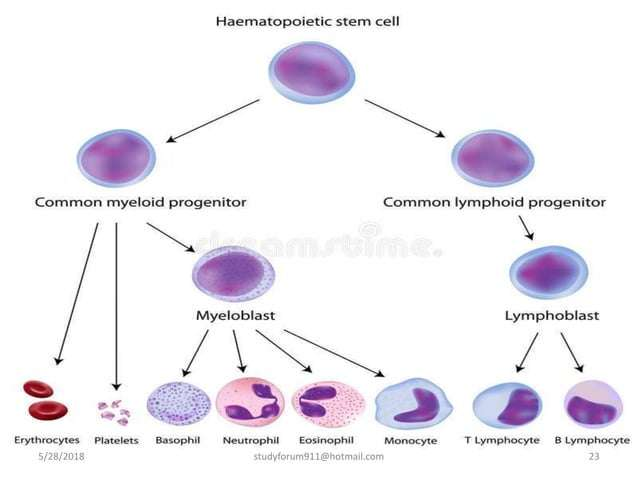 Haematopoietic stem cell
Common myeloid progenitor
Common lymphoid progenitor
dreamstime.
Myeloblast
Lymphoblast
Erythrocytes Platelets Basophil Neutrophil Eosinophil Monocyte T Lymphocyte B Lymphocyte
5/28/2018 studyforum911@hotmail.com 23